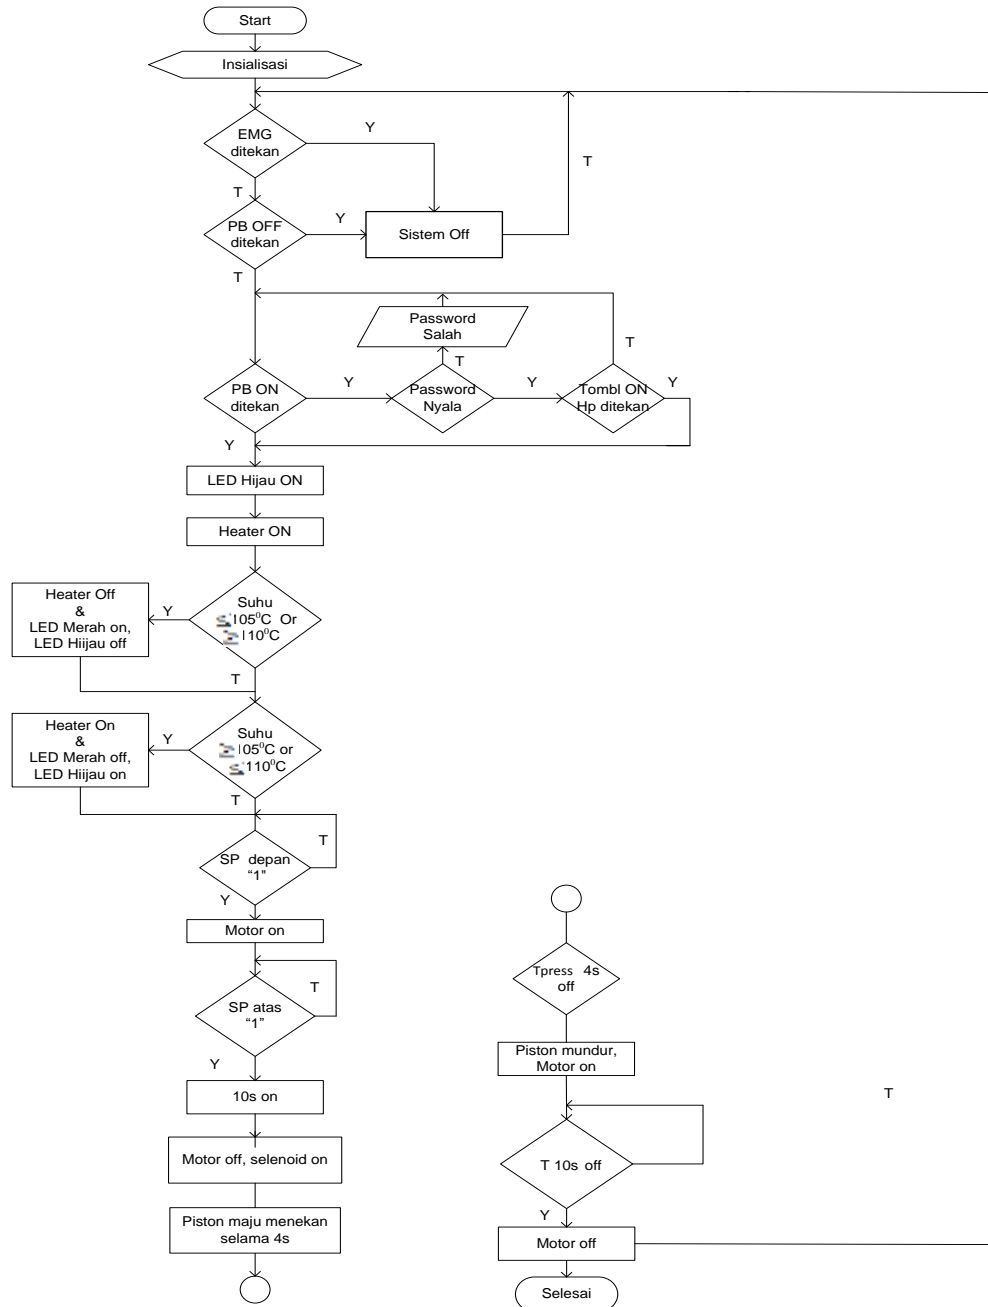 Start
Insialisasi
EMG
ditekan
Y
T
T
PB OFF
ditekan
Y
Sistem Off
T
Password
Salah
T
T
PB ON
ditekan
Y
Password
Nyala
Y
Tombl ON
Hp ditekan
Y
Y
LED Hijau ON
Heater ON
Heater Off
&
LED Merah on,
LED Hiijau off
Y
Suhu
≤105⁰C Or
≥110⁰C
T
Heater On
&
LED Merah off,
LED Hiijau on
Y
Suhu
≥105⁰C or
≤110⁰C
T
SP depan
“1”
T
Y
Motor on
SP atas
“1”
T
Y
10s on
Motor off, selenoid on
Piston maju menekan
selama 4s
Tpress 4s
off
Piston mundur,
Motor on
T
T 10s off
Y
Motor off
Selesai